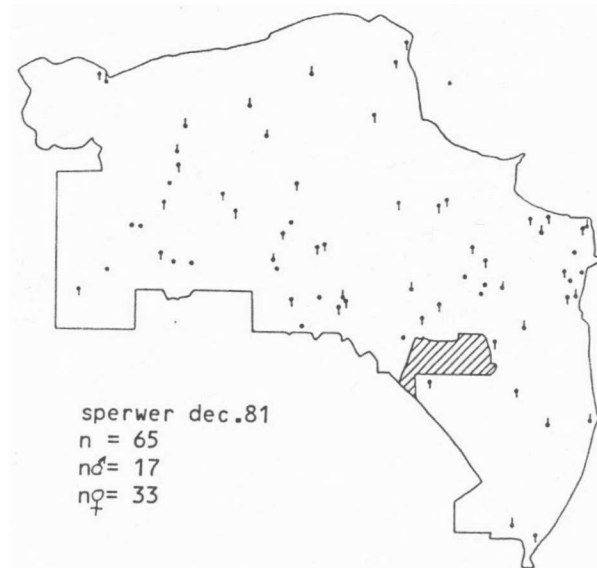 sperwer dec.81
n = 65
n♂= 17
n♀= 33